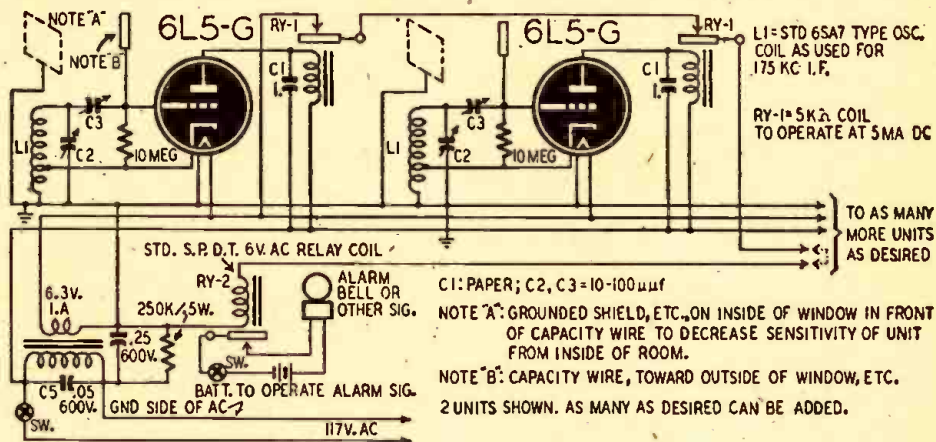 NOTE "A"
NOTE "B"
6L5-G
RY-1
C1
1.
C3
L1
C2
10 MEG
6L5-G
RY-1
C1
1.
C3
L1
C2
10 MEG
L1=STD 6SA7 TYPE OSC.
COIL AS USED FOR
175 KC I.F.
RY-1=5KΩ COIL
TO OPERATE AT 5MA DC
TO AS MANY
MORE UNITS
AS DESIRED
STD. S.P.D.T. 6V. AC RELAY COIL
RY-2
ALARM
BELL OR
OTHER SIG.
6.3V.
1.A
250K/5W.
.25
600V.
SW.
BATT. TO OPERATE ALARM SIG.
C5
.05
600V.
GND SIDE OF AC
SW.
117V. AC
C1: PAPER; C2, C3=10-100μμf
NOTE "A": GROUNDED SHIELD, ETC., ON INSIDE OF WINDOW IN FRONT
OF CAPACITY WIRE TO DECREASE SENSITIVITY OF UNIT
FROM INSIDE OF ROOM.
NOTE "B": CAPACITY WIRE, TOWARD OUTSIDE OF WINDOW, ETC.
2 UNITS SHOWN. AS MANY AS DESIRED CAN BE ADDED.